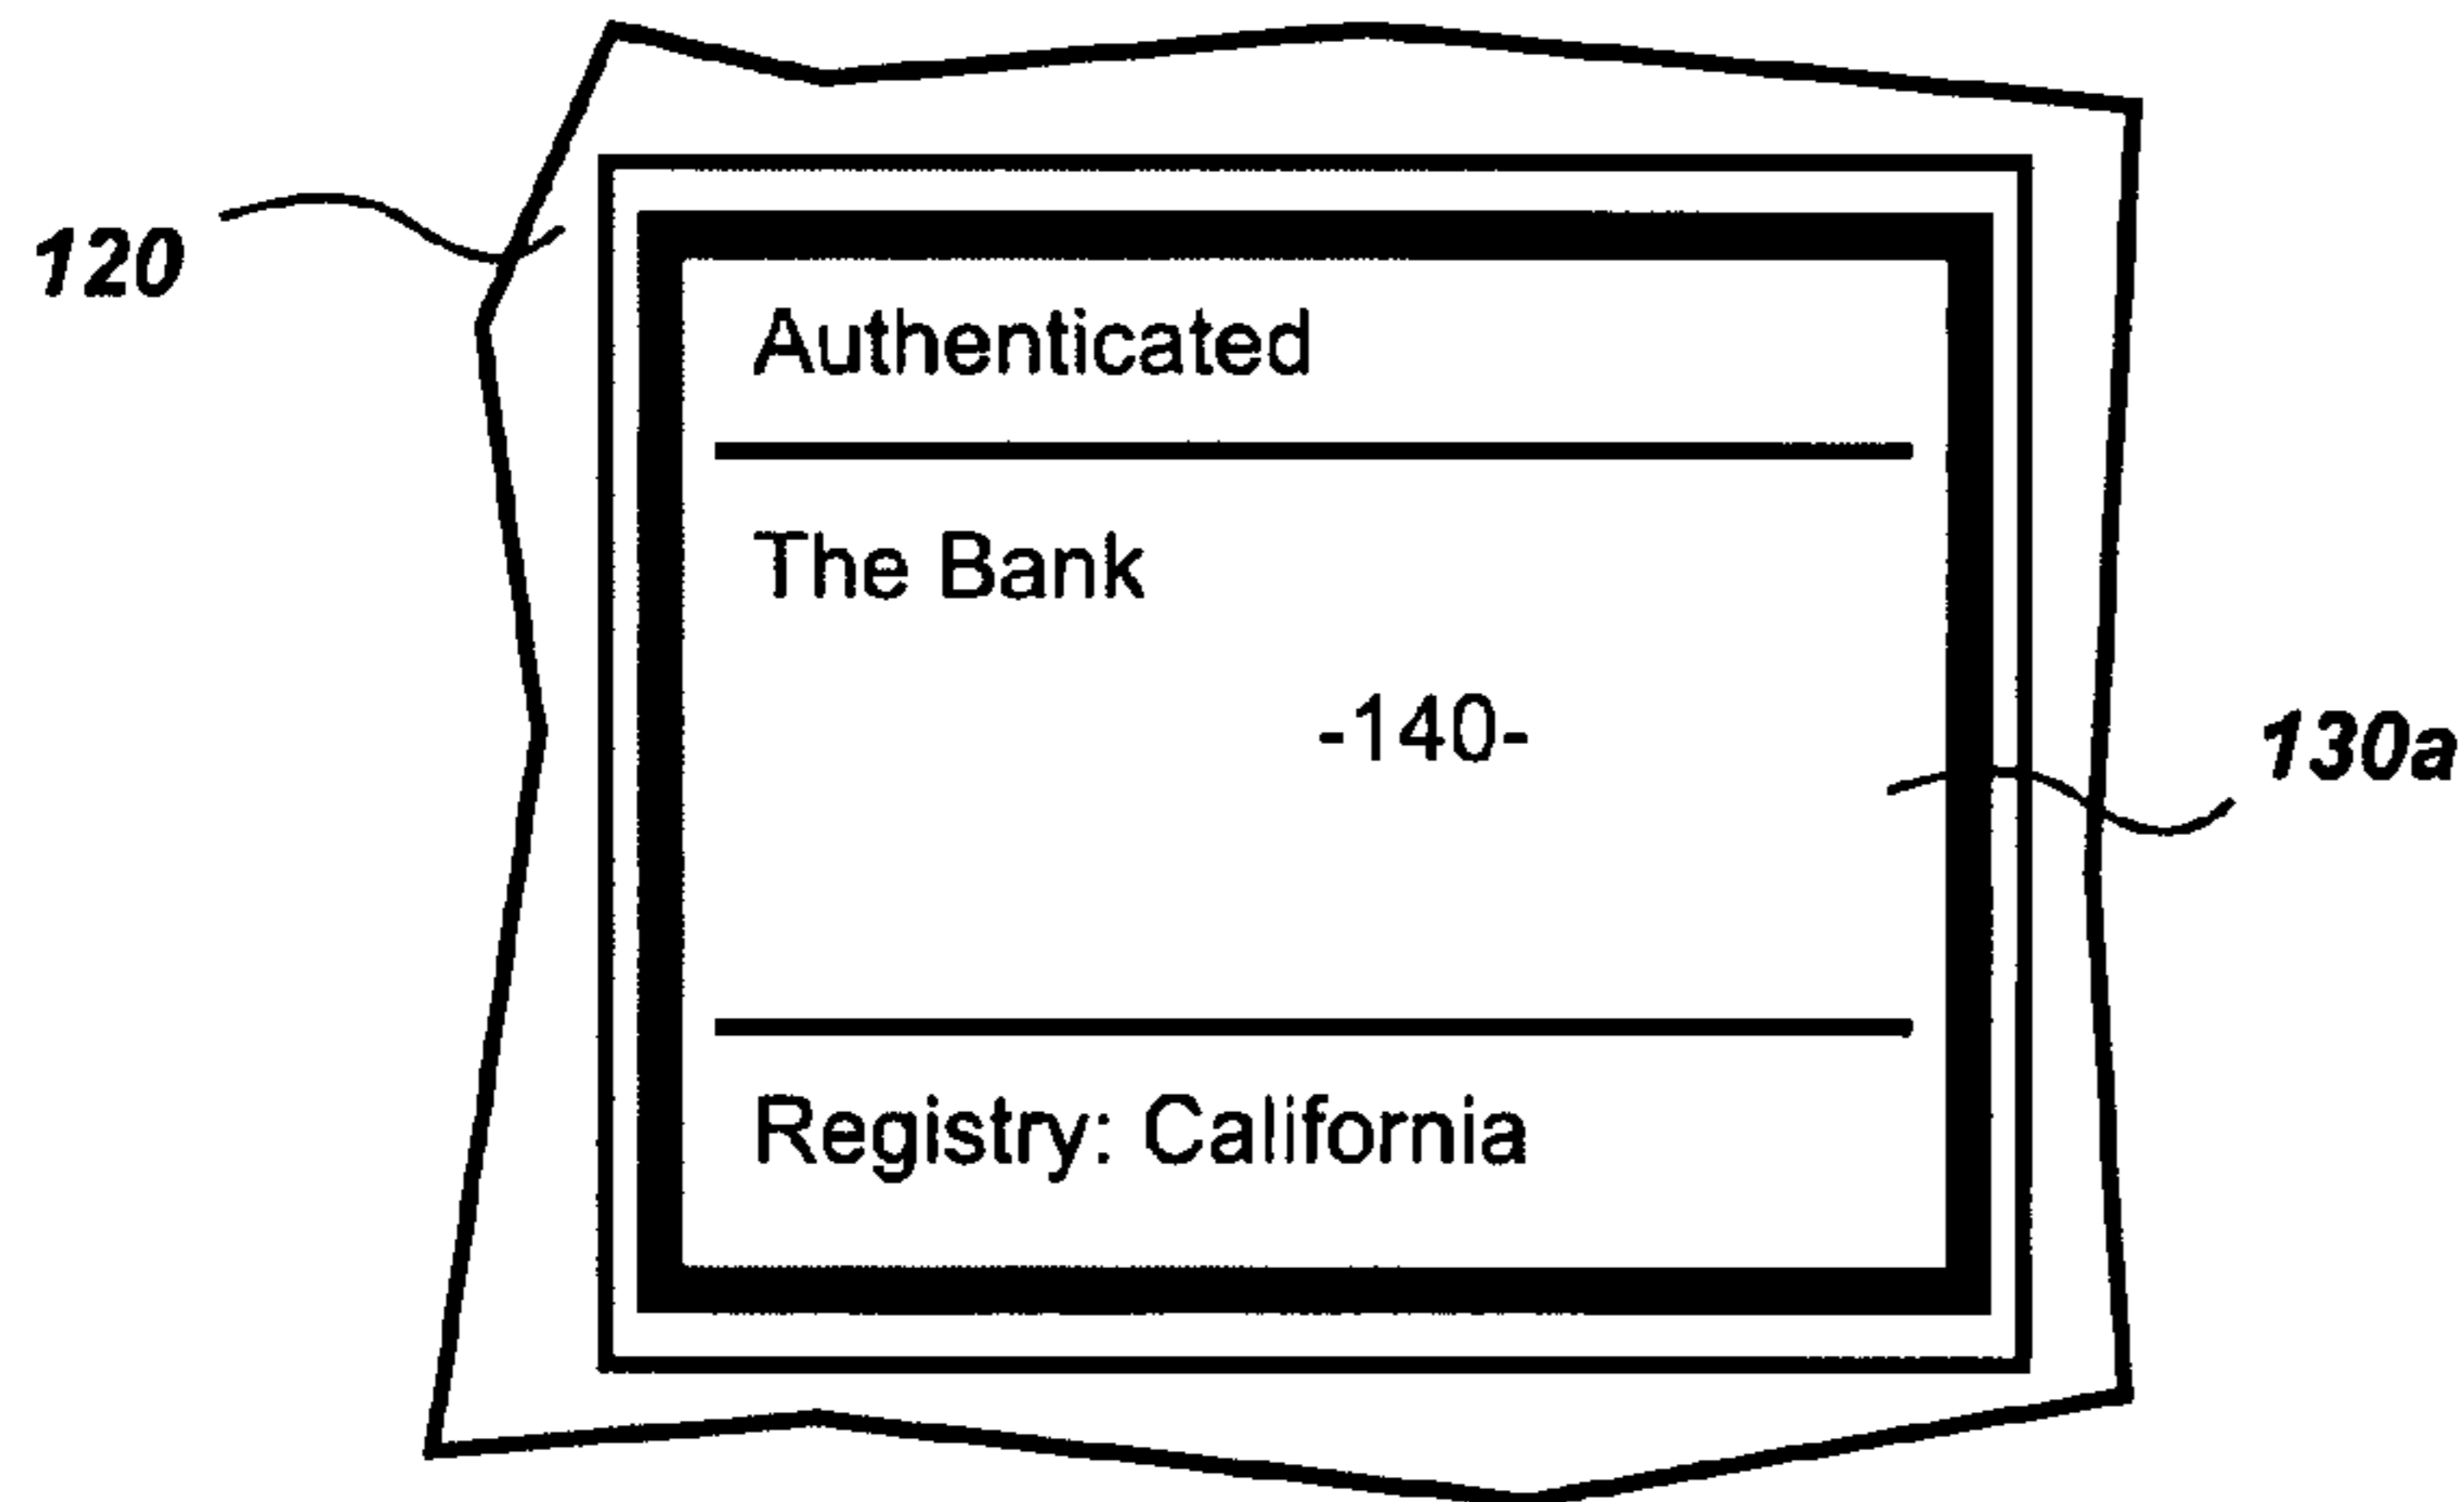 120
Authenticated
The Bank
-140-
130a
Registry: California